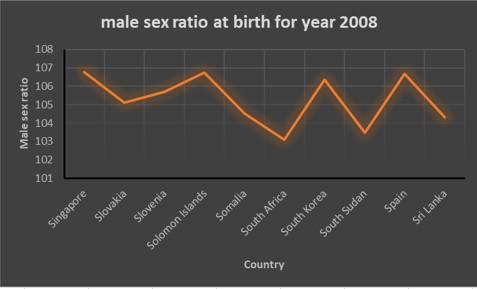 male sex ratio at birth for year 2008
Male sex ratio
108
107
106
105
104
103
102
101
Singapore
Slovakia
Slovenia
Solomon Islands
Somalia
South Africa
South Korea
South Sudan
Spain
Sri Lanka
Country